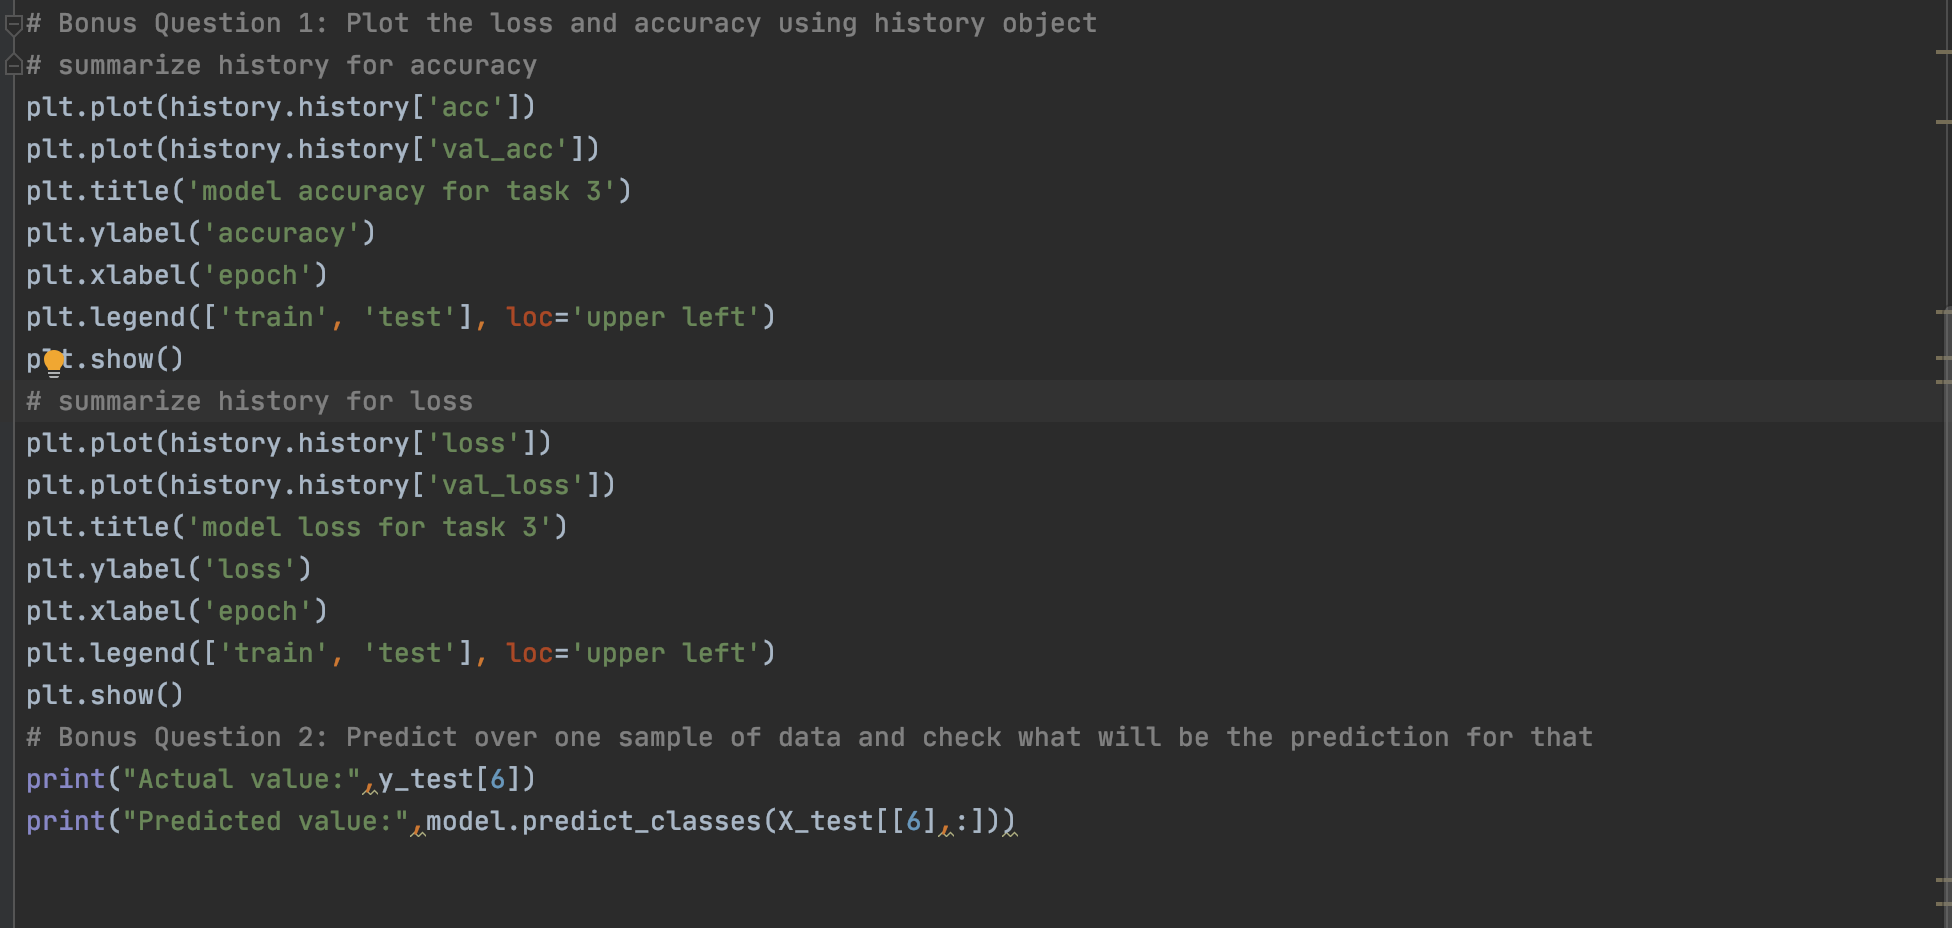 # Bonus Question 1: Plot the loss and accuracy using history object
# summarize history for accuracy
plt.plot(history.history['acc'])
plt.plot(history.history['val_acc'])
plt.title('model accuracy for task 3')
plt.ylabel('accuracy')
plt.xlabel('epoch')
plt.legend(['train', 'test'], loc='upper left')
plt.show()
# summarize history for loss
plt.plot(history.history['loss'])
plt.plot(history.history['val_loss'])
plt.title('model loss for task 3')
plt.ylabel('loss')
plt.xlabel('epoch')
plt.legend(['train', 'test'], loc='upper left')
plt.show()
# Bonus Question 2: Predict over one sample of data and check what will be the prediction for that
print("Actual value:",y_test[6])
print("Predicted value:",model.predict_classes(X_test[[6],:]))